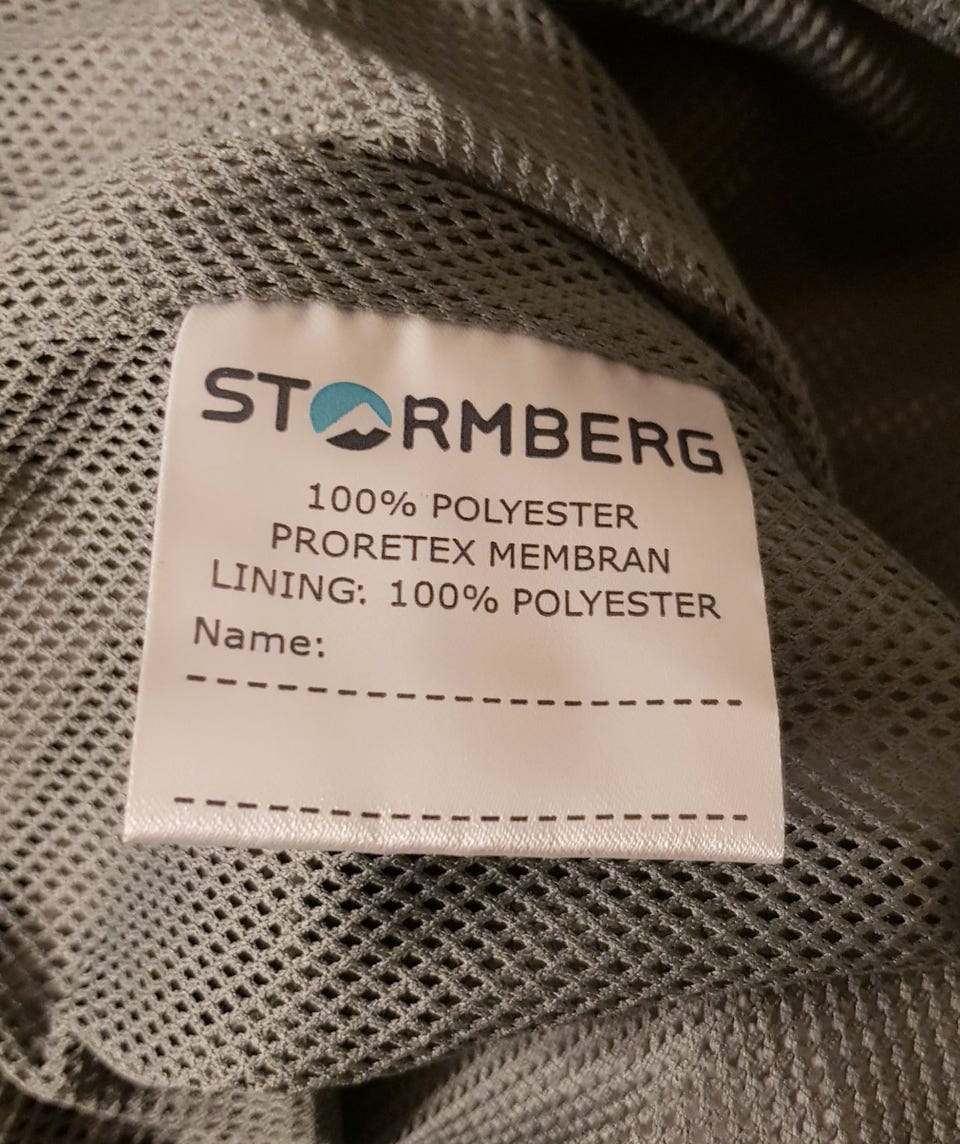 STORMBERG
100% POLYESTER
PRORETEX MEMBRAN
LINING: 100% POLYESTER
Name: